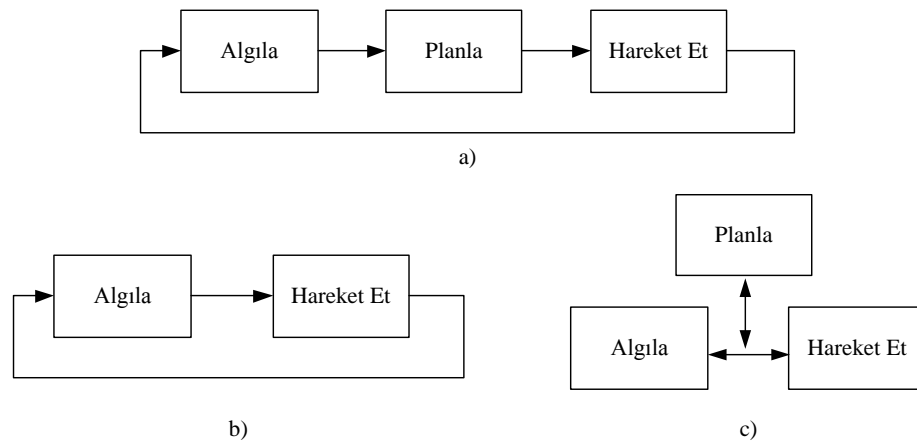 Algıla
Planla
Hareket Et
a)
Algıla
Hareket Et
b)
Planla
Algıla
Hareket Et
c)